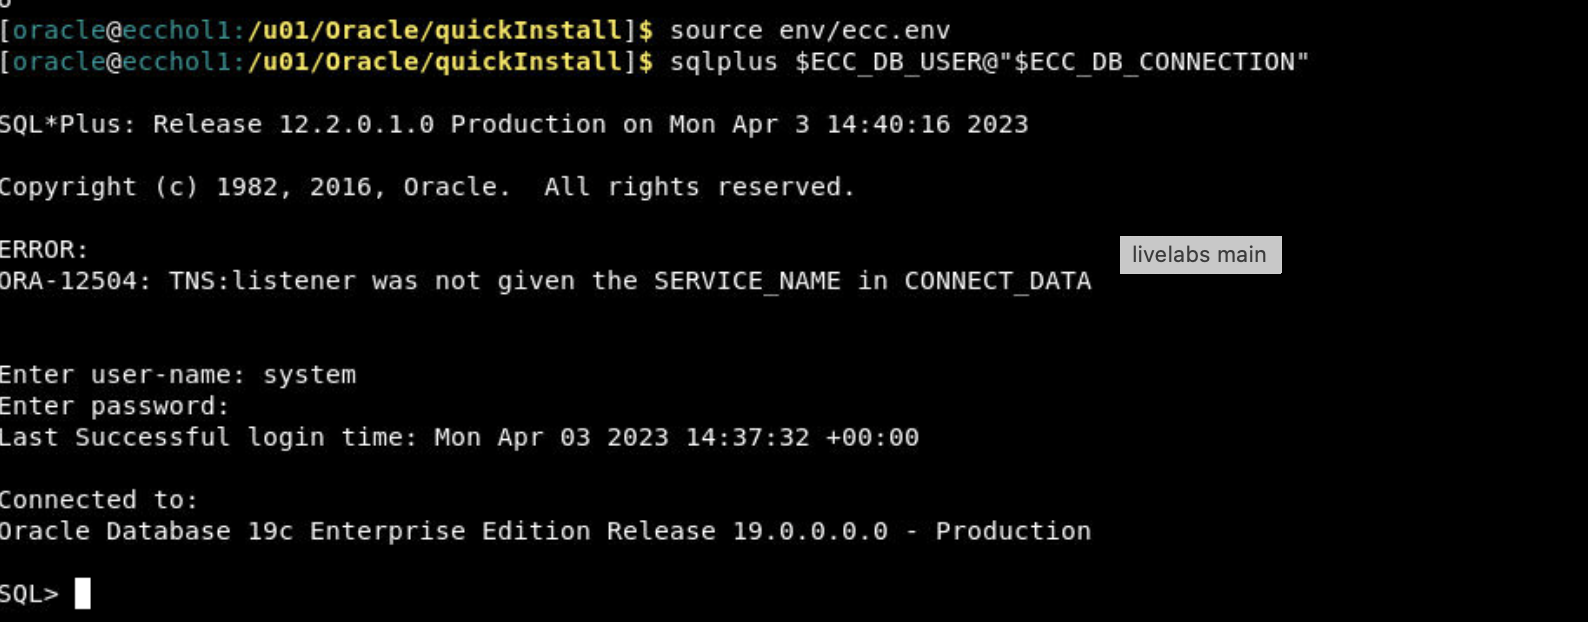 [oracle@ecchol1:/u01/Oracle/quickInstall]$ source env/ecc.env
[oracle@ecchol1:/u01/Oracle/quickInstall]$ sqlplus $ECC_DB_USER@"$ECC_DB_CONNECTION"
SQL*Plus: Release 12.2.0.1.0 Production on Mon Apr 3 14:40:16 2023
Copyright (c) 1982, 2016, Oracle.  All rights reserved.
ERROR:
livelabs main
ORA-12504: TNS:listener was not given the SERVICE_NAME in CONNECT_DATA
Enter user-name: system
Enter password:
Last Successful login time: Mon Apr 03 2023 14:37:32 +00:00
Connected to:
Oracle Database 19c Enterprise Edition Release 19.0.0.0.0 - Production
SQL>